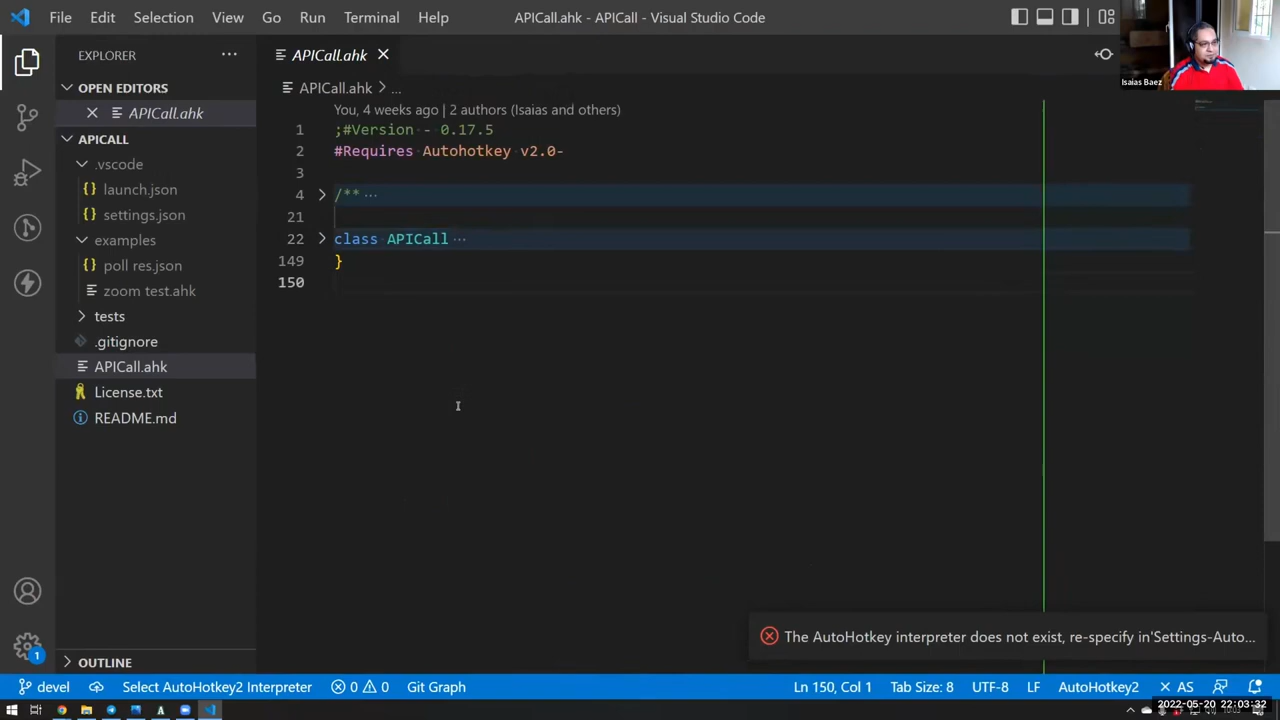 File Edit Selection View Go Run Terminal Help
APICall.ahk - APICall - Visual Studio Code
Isaias Baez
EXPLORER
OPEN EDITORS
APICall.ahk
APICALL
.vscode
launch.json
settings.json
examples
poll res.json
zoom test.ahk
tests
.gitignore
APICall.ahk
License.txt
README.md
OUTLINE
APICall.ahk
APICall.ahk > ...
You, 4 weeks ago | 2 authors (Isaias and others)
1 ;#Version - 0.17.5
2 #Requires Autohotkey v2.0-
3
4 /** ...
21
22 class APICall ...
149 }
150
The AutoHotkey interpreter does not exist, re-specify in'Settings-Auto...
1
devel Select AutoHotkey2 Interpreter 0 0 Git Graph Ln 150, Col 1 Tab Size: 8 UTF-8 LF AutoHotkey2 AS
2022-05-20 22:03:32